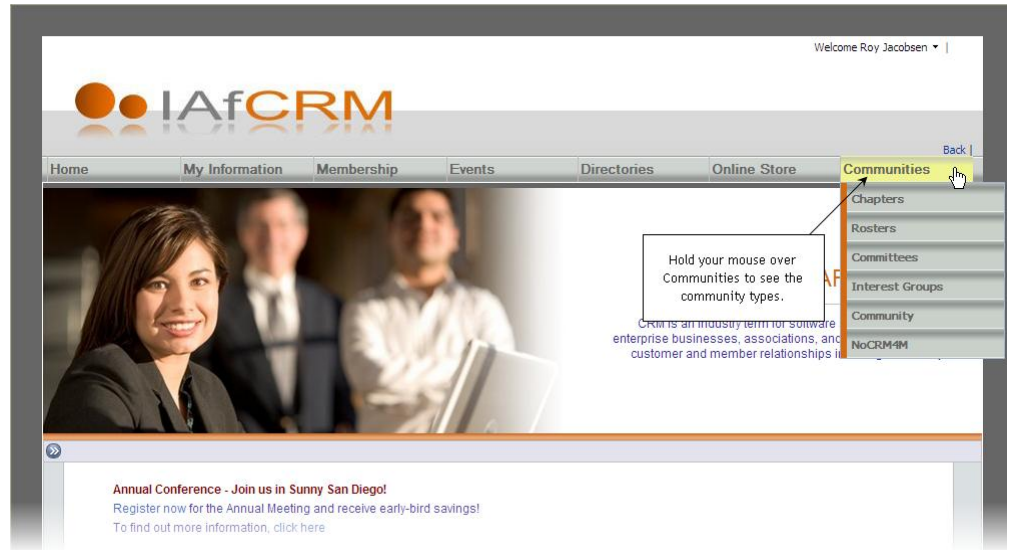 Welcome Roy Jacobsen
IAfCRM
Back |
Home My Information Membership Events Directories Online Store Communities
Chapters
Rosters
Committees
Interest Groups
Community
NoCRM4M
Hold your mouse over
Communities to see the
community types.
CRM is an industry term for software
enterprise businesses, associations, and
customer and member relationships
Annual Conference - Join us in Sunny San Diego!
Register now for the Annual Meeting and receive early-bird savings!
To find out more information, click here